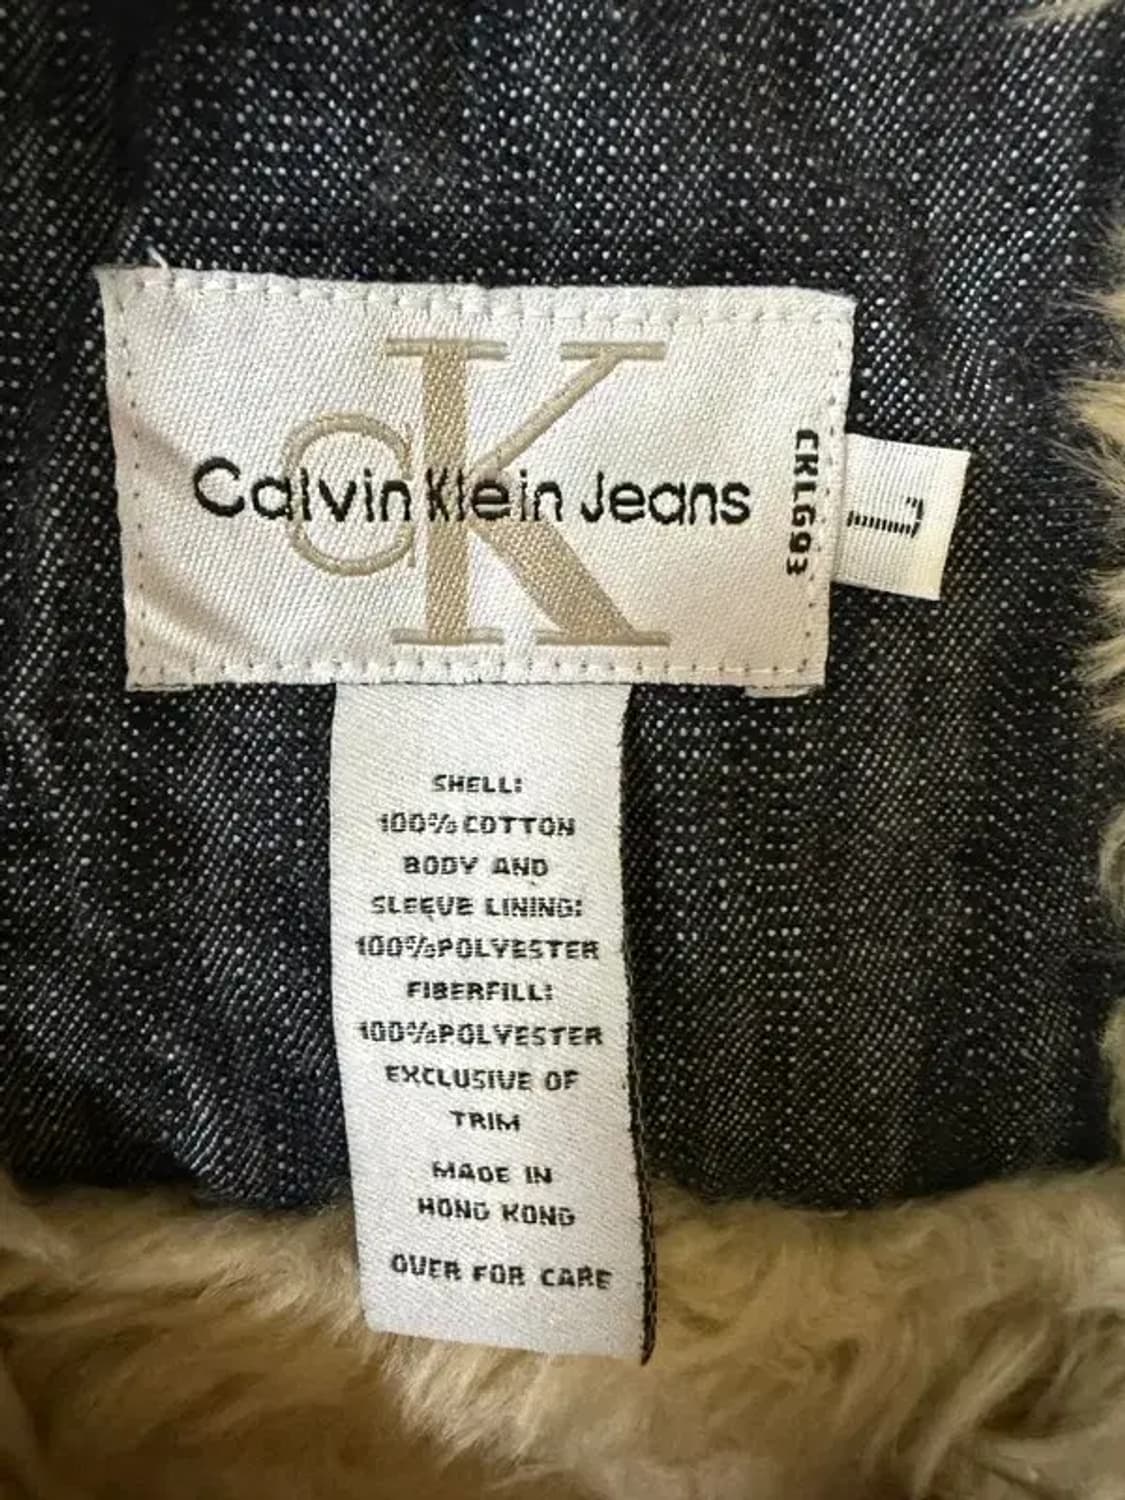 CK
Calvin Klein Jeans
CKLG93
L
SHELL:
100% COTTON
BODY AND
SLEEVE LINING:
100% POLYESTER
FIBERFILL:
100% POLYESTER
EXCLUSIVE OF
TRIM
MADE IN
HONG KONG
OVER FOR CARE